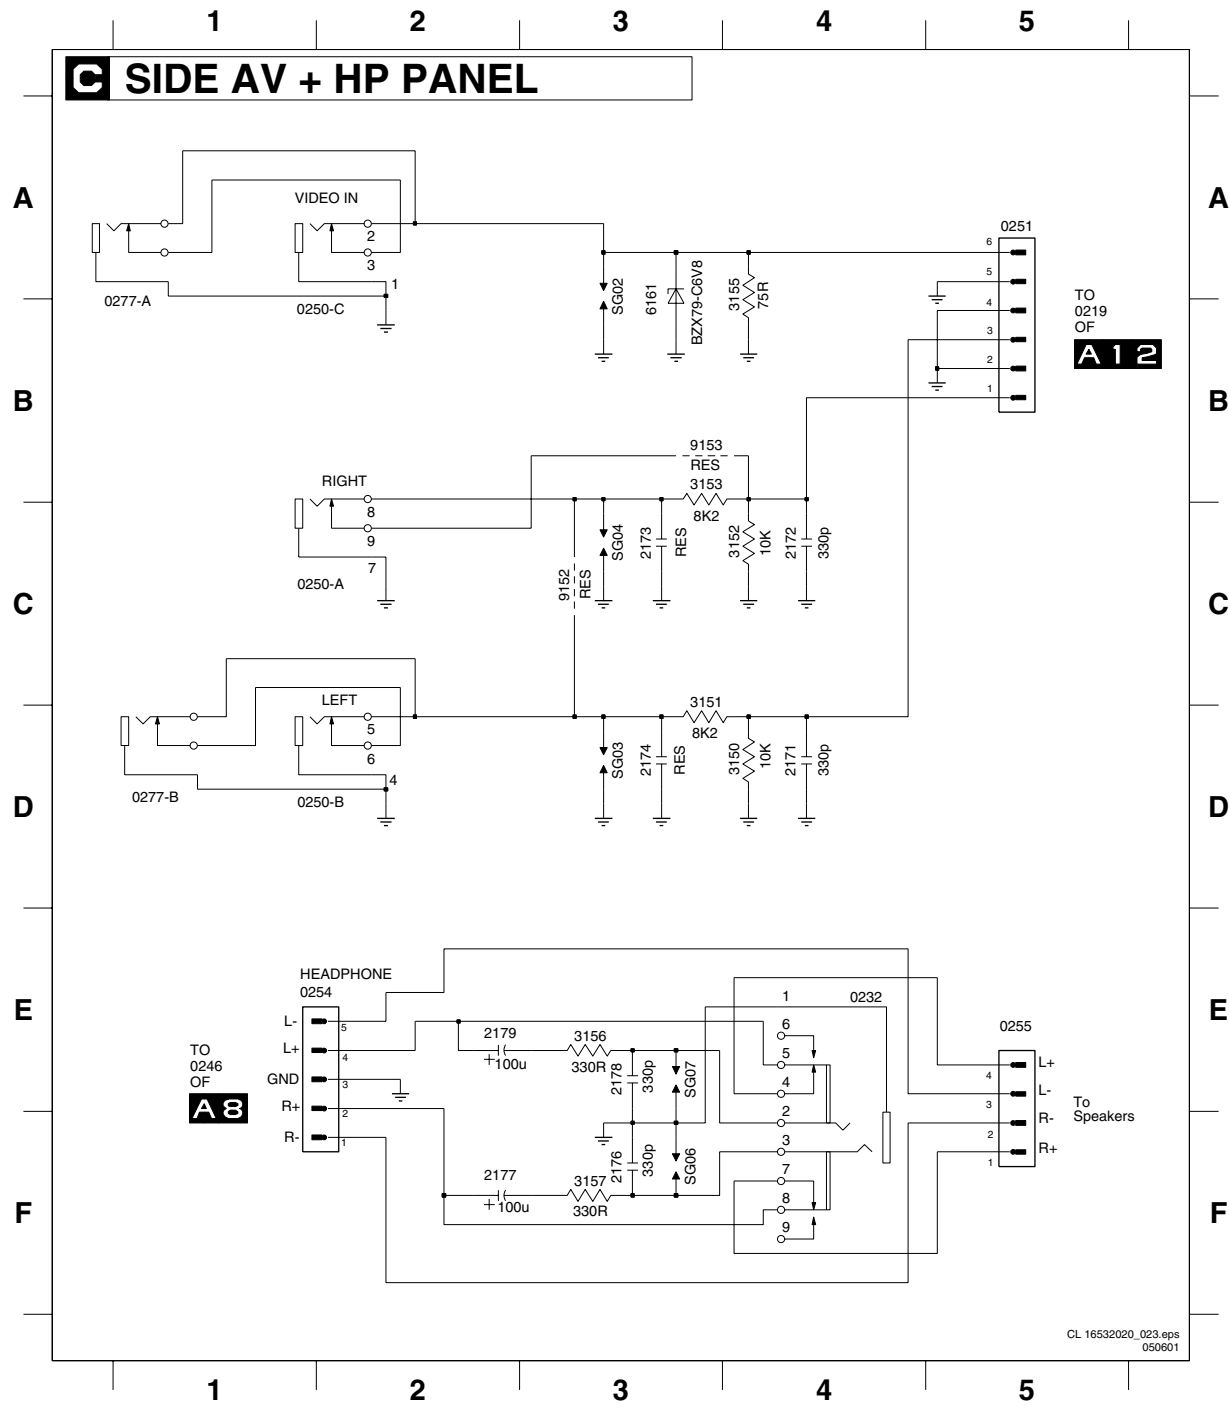 1 2 3 4 5
C SIDE AV + HP PANEL
A
A
VIDEO IN
2
3
1
0277-A
0250-C
SG02
6161
BZX79-C6V8
3155
75R
0251
6
5
4
3
2
1
TO
0219
OF
A12
B
B
9153
RES
RIGHT
8
9
7
0250-A
3153
8K2
9152
RES
SG04
2173
RES
3152
10K
2172
330p
C
C
LEFT
5
6
4
0277-B
0250-B
3151
8K2
SG03
2174
RES
3150
10K
2171
330p
D
D
HEADPHONE
0254
L-
5
L+
4
GND
3
R+
2
R-
1
TO
0246
OF
A8
2179
+100u
3156
330R
2178
330p
SG07
2177
+100u
3157
330R
2176
330p
SG06
1
0232
6
5
4
2
3
7
8
9
0255
L+
4
L-
3
R-
2
R+
1
To
Speakers
E
E
F
F
CL 16532020_023.eps
050601
1 2 3 4 5